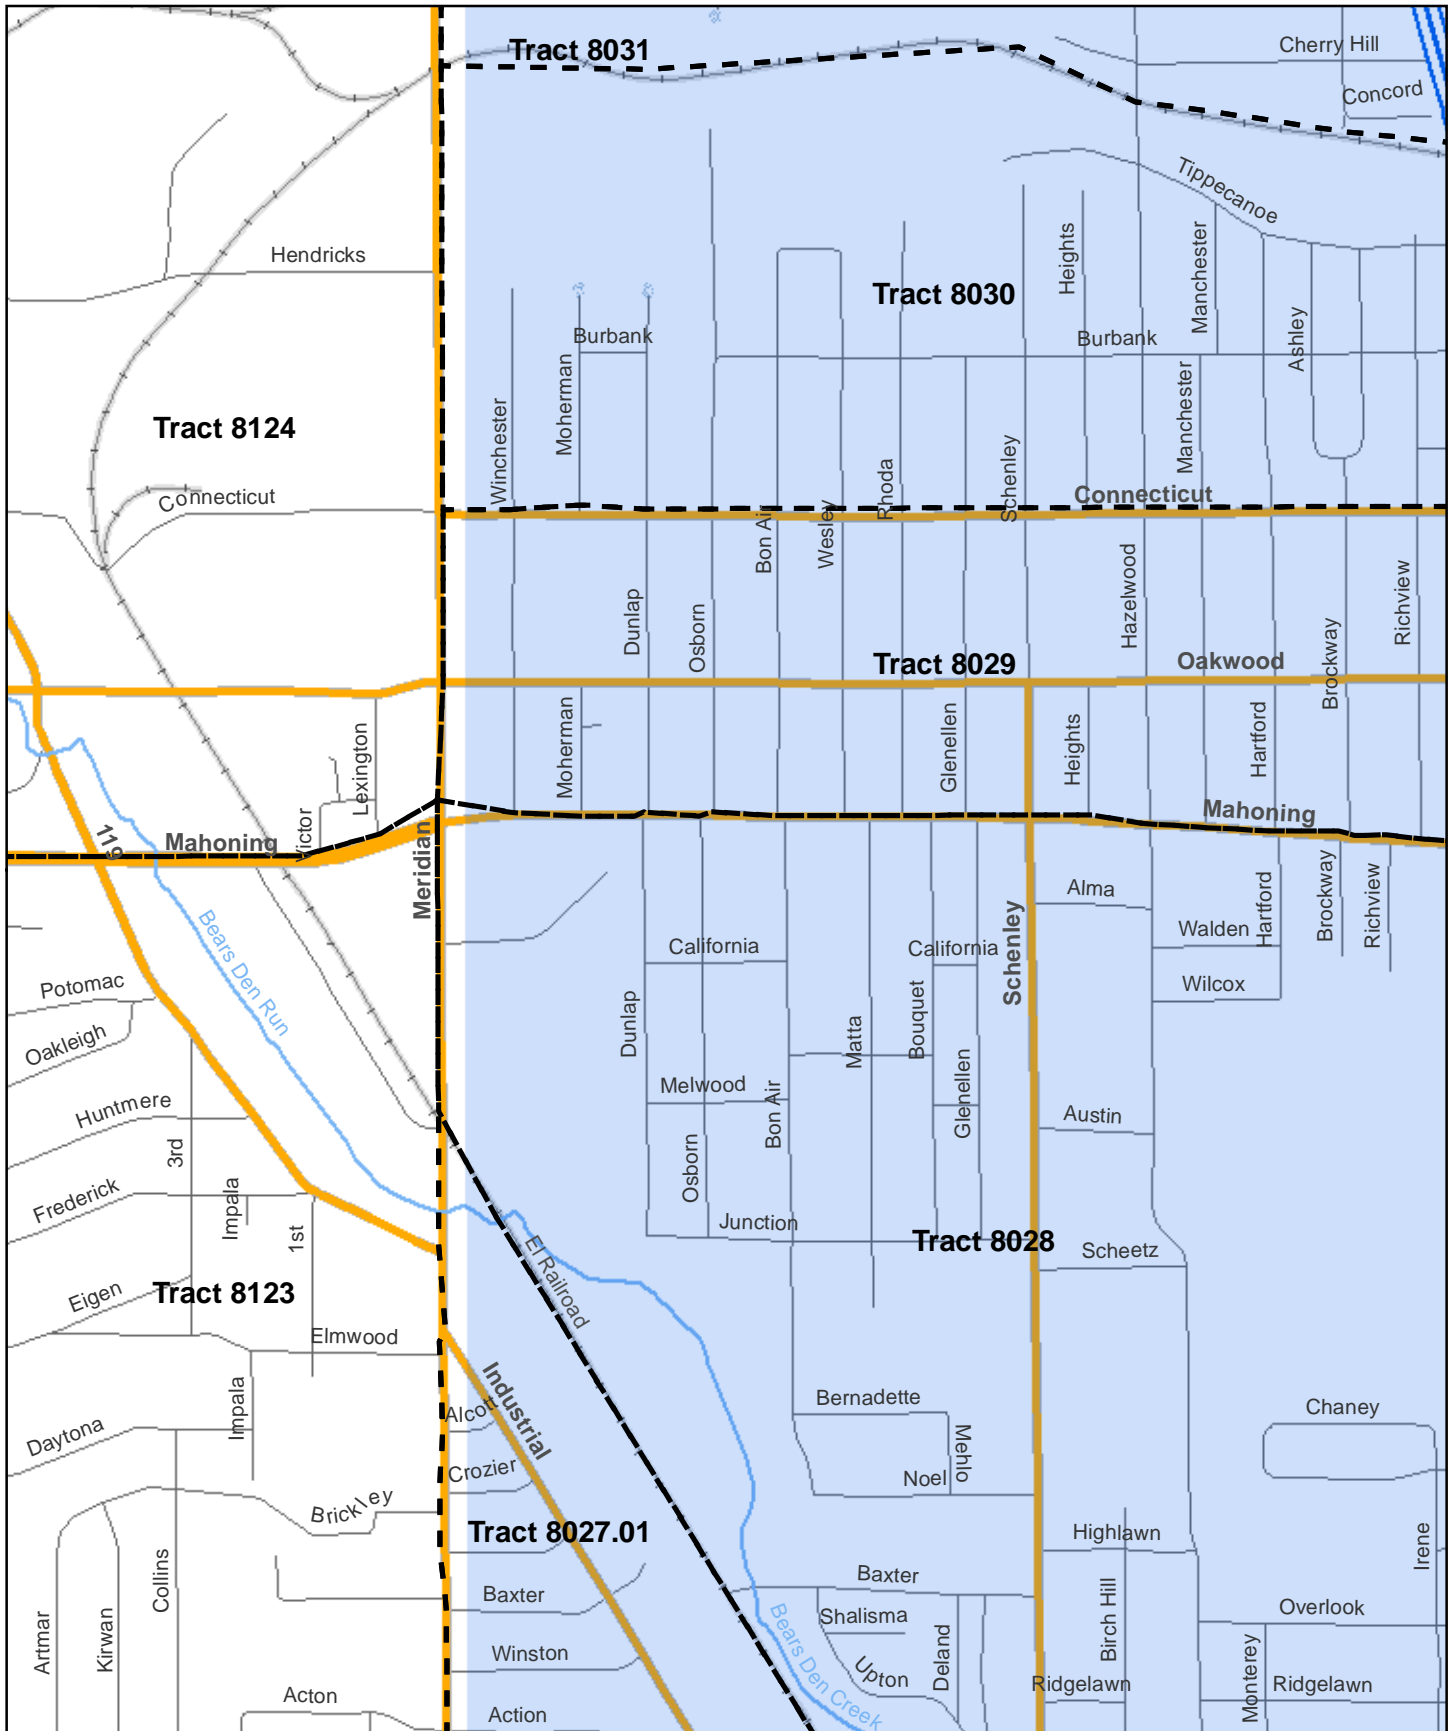 Tract 8031
Cherry Hill
Concord
Tippecanoe
Hendricks
Heights
Manchester
Tract 8030
Burbank
Burbank
Ashley
Moherman
Winchester
Manchester
Tract 8124
Schenley
Rhoda
Connecticut
Connecticut
Bon Air
Wesley
Hazelwood
Richview
Dunlap
Osborn
Tract 8029
Oakwood
Brockway
Lexington
Moherman
Glenellen
Heights
Hartford
Victor
119
Mahoning
Mahoning
Meridian
Alma
Hartford
Brockway
Richview
Walden
California
California
Schenley
Bears Den Run
Potomac
Wilcox
Oakleigh
Dunlap
Matta
Bouquet
Glenellen
Melwood
Bon Air
Huntmere
Austin
3rd
Osborn
Frederick
Impala
1st
Junction
Tract 8028
Scheetz
El Railroad
Eigen
Tract 8123
Elmwood
Industrial
Impala
Alcott
Bernadette
Mehlo
Chaney
Daytona
Crozier
Noel
Brickley
Tract 8027.01
Highlawn
Irene
Collins
Baxter
Baxter
Birch Hill
Overlook
Shalisma
Artmar
Kirwan
Winston
Bears Den Creek
Upton
Deland
Ridgelawn
Monterey
Ridgelawn
Acton
Action